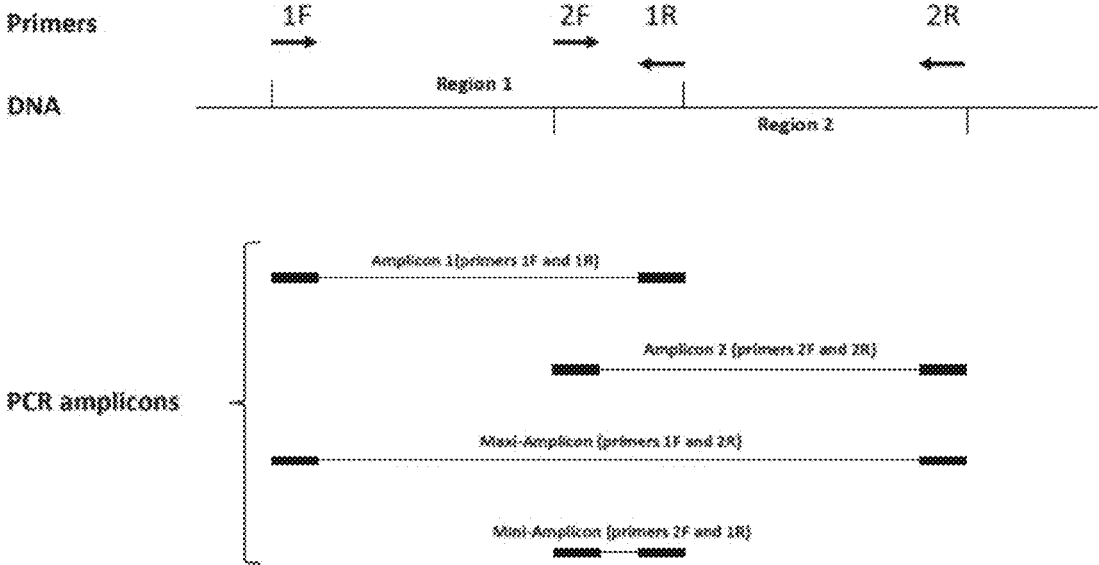 Primers 1F 2F 1R 2R
Region 1
DNA
Region 2
Amplicon 1(primers 1F and 1R)
Amplicon 2 (primers 2F and 2R)
PCR amplicons
Maxi-Amplicon (primers 1F and 2R)
Mini-Amplicon (primers 2F and 1R)